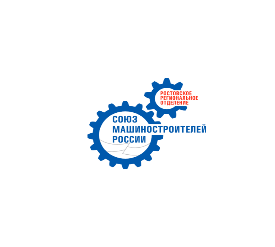 РОСТОВСКОЕ
РЕГИОНАЛЬНОЕ
ОТДЕЛЕНИЕ
СОЮЗ
МАШИНОСТРОИТЕЛЕЙ
РОССИИ